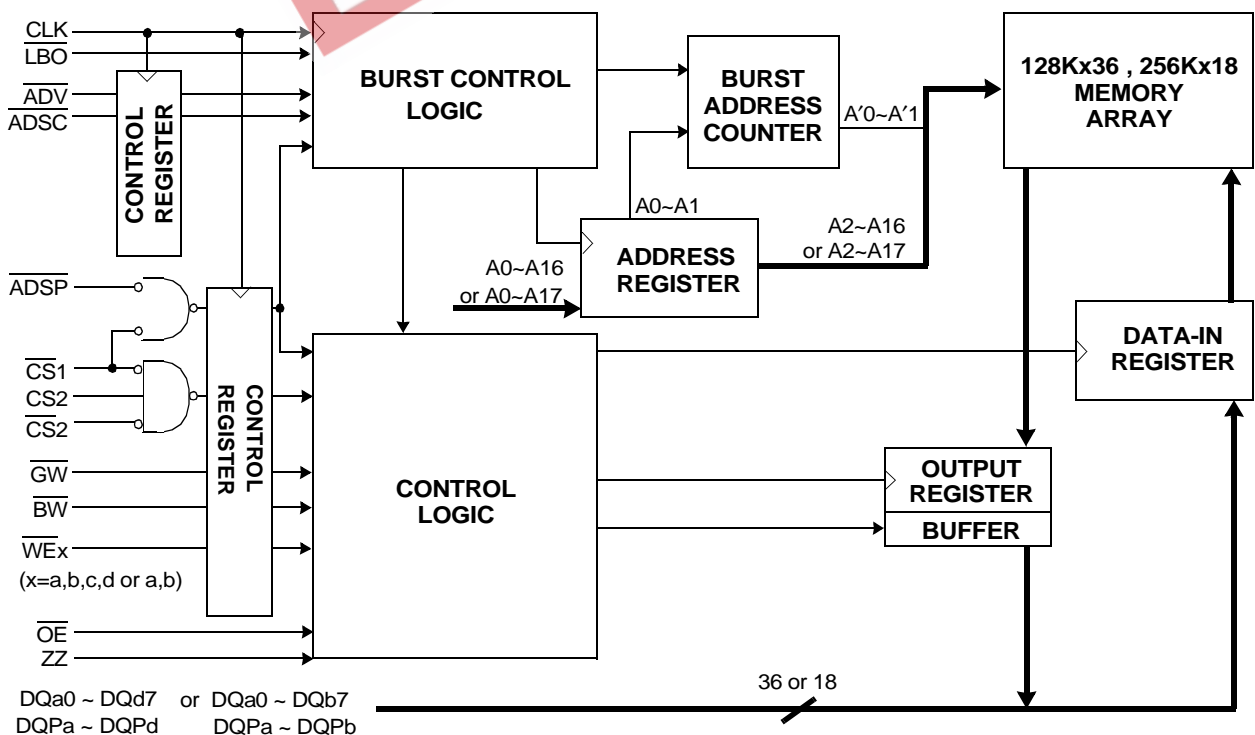 CLK
LBO
ADV
ADSC
CONTROL
REGISTER
BURST CONTROL
LOGIC
BURST
ADDRESS
COUNTER
A′0~A′1
128Kx36 , 256Kx18
MEMORY
ARRAY
A0~A1
ADDRESS
REGISTER
A2~A16
or A2~A17
A0~A16
or A0~A17
ADSP
CS1
CS2
CS2
CONTROL
REGISTER
GW
BW
WEx
(x=a,b,c,d or a,b)
OE
ZZ
CONTROL
LOGIC
DATA-IN
REGISTER
OUTPUT
REGISTER
BUFFER
DQa0 ~ DQd7 or DQa0 ~ DQb7
DQPa ~ DQPd DQPa ~ DQPb
36 or 18